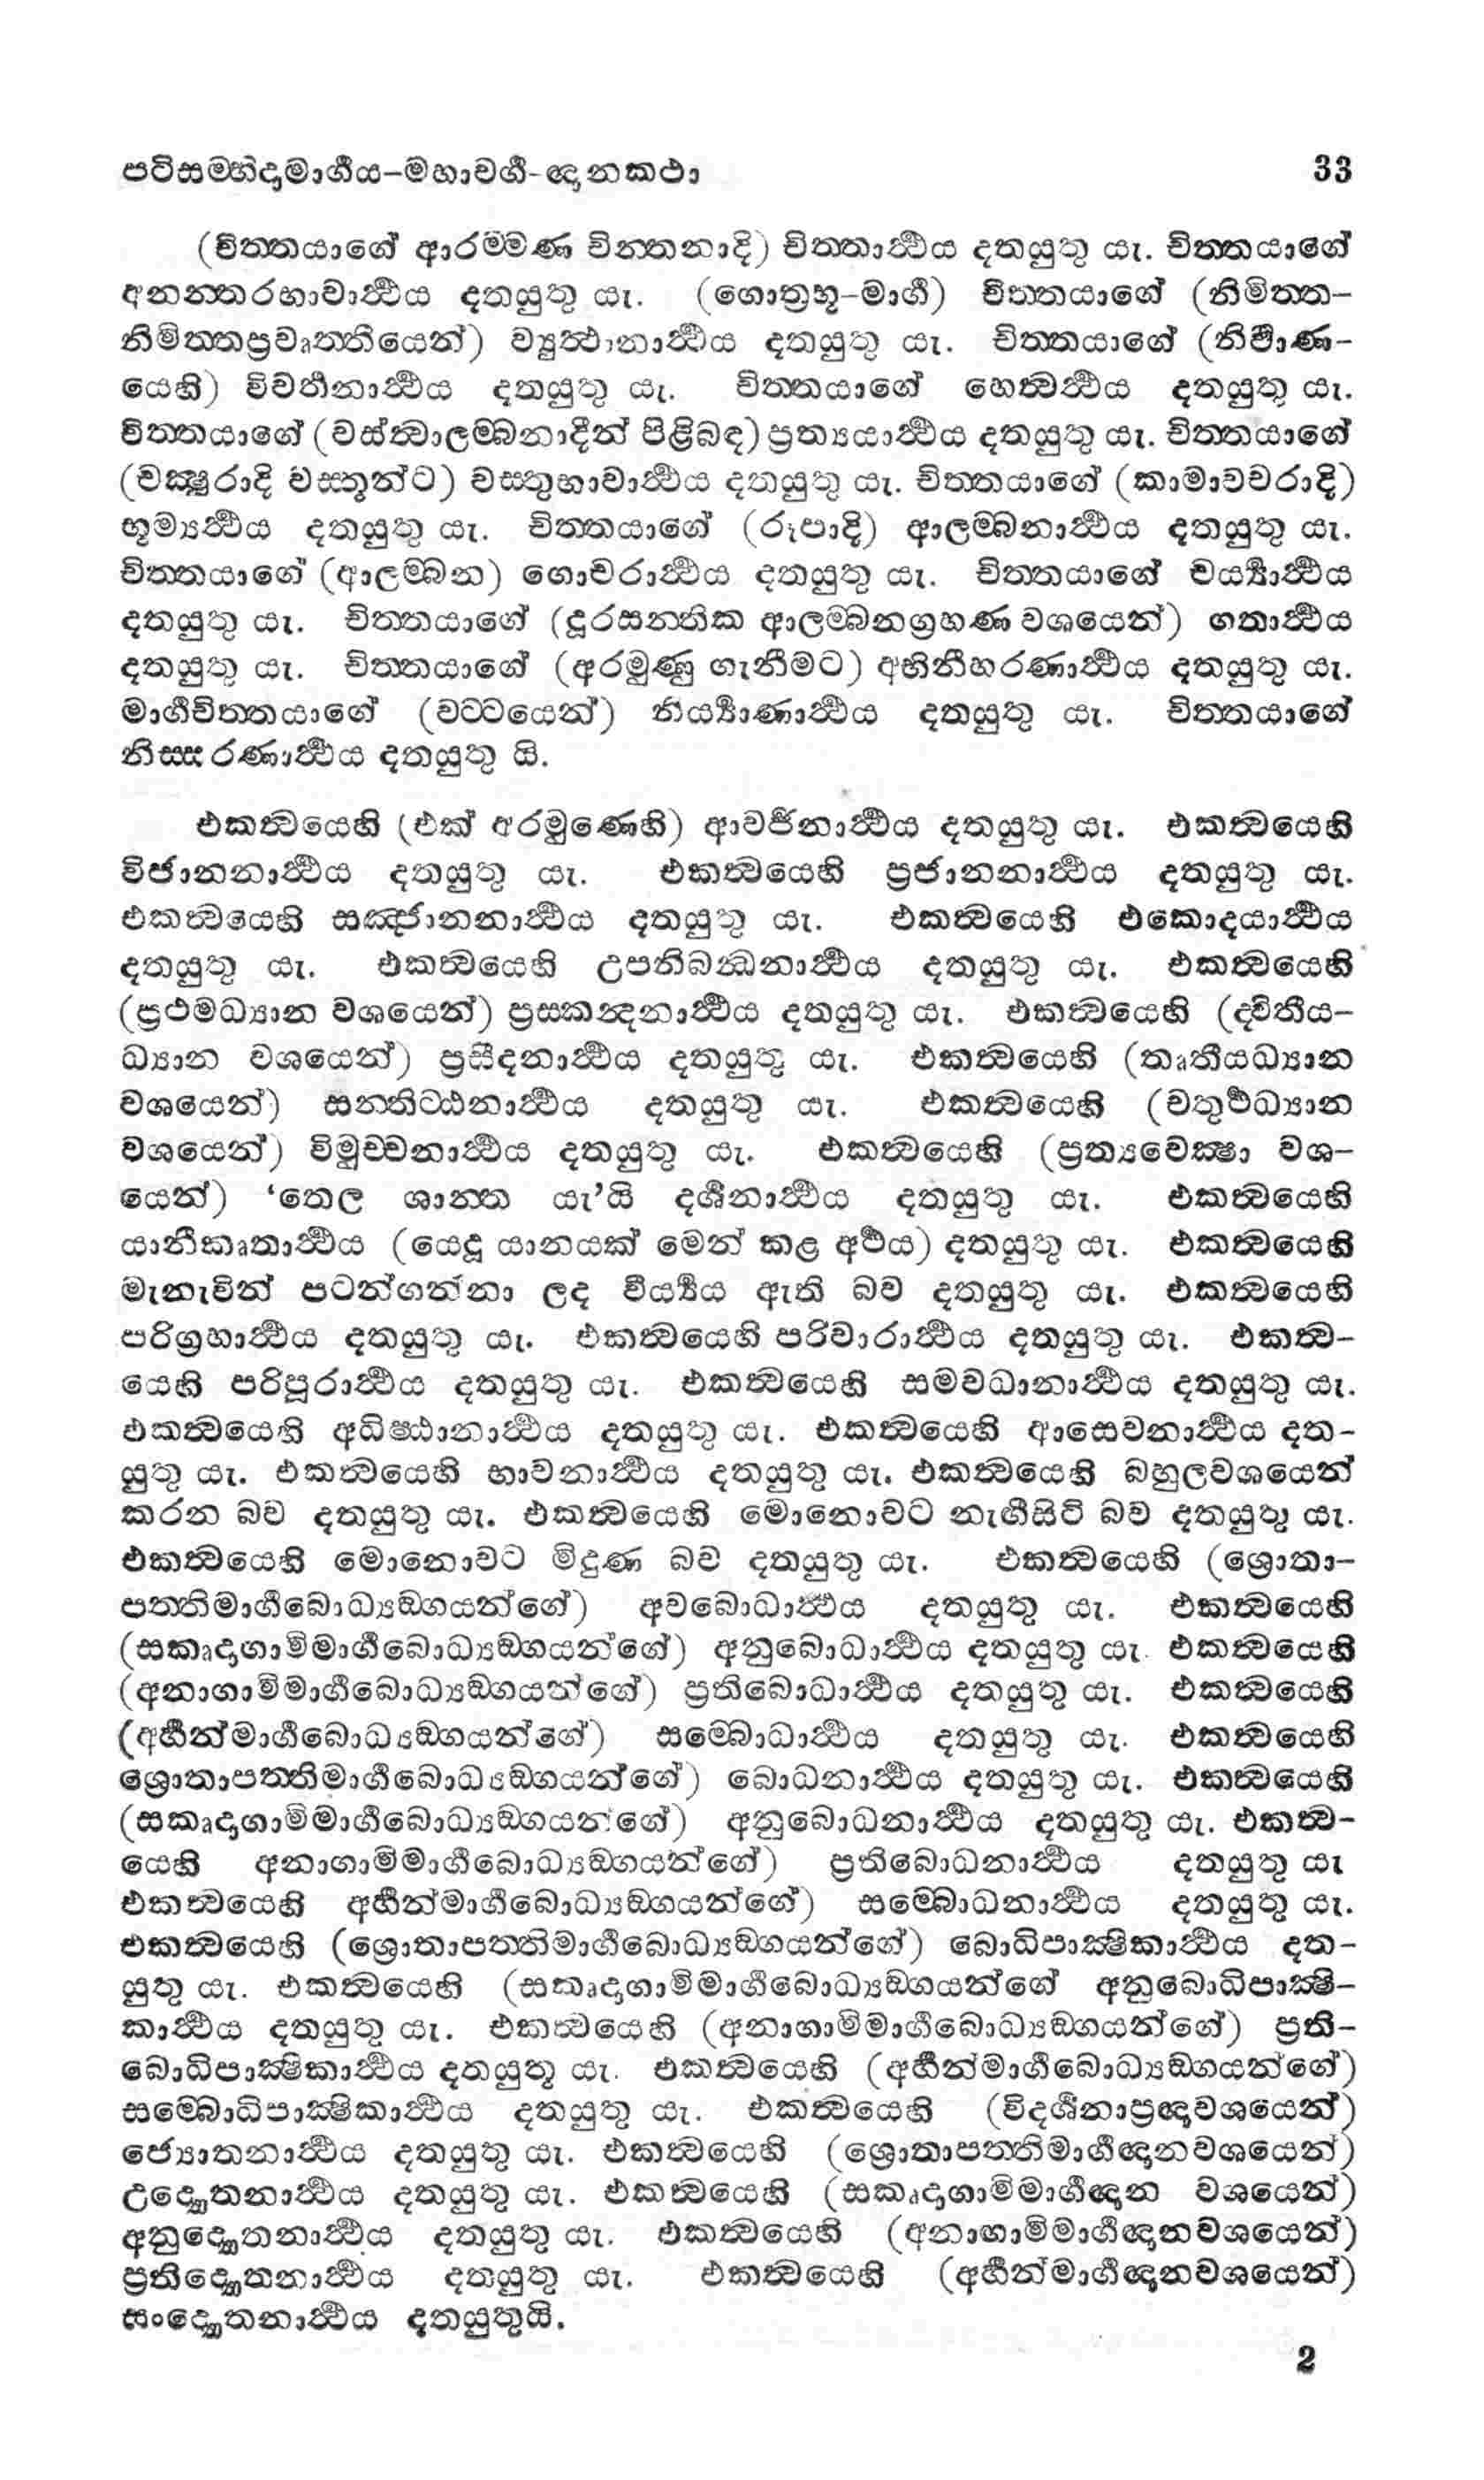 පටිසම්භිදාමාර්‍ගය–මහාවර්‍ග-ඥානකථා 33
(චිත්තයාගේ ආරම්මණ චින්තනාදි) චිත්තාර්‍ත්‍ථය දතයුතු යැ. චිත්තයාගේ
අනන්තරභාවාර්‍ත්‍ථය දතයුතු යැ. (ගොත්‍රභූ–මාර්‍ග) චිත්තයාගේ (නිමිත්ත–
නිමිත්තප්‍රවෘත්තියෙන්) ව්‍යුත්‍ථානාර්‍ත්‍ථය දතයුතු යැ. චිත්තයාගේ (නිර්‍වාණ–
යෙහි) විවර්‍තනාර්‍ත්‍ථය දතයුතු යැ. චිත්තයාගේ හෙත්‍වර්‍ත්‍ථය දතයුතු යැ.
චිත්තයාගේ (වස්ත්‍වාලම්බනාදීන් පිළිබඳ) ප්‍රත්‍යයාර්‍ත්‍ථය දතයුතු යැ. චිත්තයාගේ
(චක්‍ෂුරාදි වස්තූන්ට) වස්තුභාවාර්‍ත්‍ථය දතයුතු යැ. චිත්තයාගේ (කාමාවචරාදි)
භූම්‍යර්‍ත්‍ථය දතයුතු යැ. චිත්තයාගේ (රූපාදි) ආලම්බනාර්‍ත්‍ථය දතයුතු යැ.
චිත්තයාගේ (ආලම්බන) ගොචරාර්‍ත්‍ථය දතයුතු යැ. චිත්තයාගේ චර්‍ය්‍යාර්‍ත්‍ථය
දතයුතු යැ. චිත්තයාගේ (දූරසන්තික ආලම්බනග්‍රහණ වශයෙන්) ගතාර්‍ත්‍ථය
දතයුතු යැ. චිත්තයාගේ (අරමුණු ගැනීමට) අභිනීහරණාර්‍ත්‍ථය දතයුතු යැ.
මාර්‍ගචිත්තයාගේ (වට්ටයෙන්) නිර්‍ය්‍යාණාර්‍ත්‍ථය දතයුතු යැ. චිත්තයාගේ
නිස්සරණාර්‍ත්‍ථය දතයුතු යි.
එකත්‍වයෙහි (එක් අරමුණෙහි) ආවර්‍ජනාර්‍ත්‍ථය දතයුතු යැ. එකත්‍වයෙහි
විජානනාර්‍ත්‍ථය දතයුතු යැ. එකත්‍වයෙහි ප්‍රජානනාර්‍ත්‍ථය දතයුතු යැ.
එකත්‍වයෙහි සඤ්ජානනාර්‍ත්‍ථය දතයුතු යැ. එකත්‍වයෙහි එකොදයාර්‍ත්‍ථය
දතයුතු යැ. එකත්‍වයෙහි උපනිබන්‍ධනාර්‍ත්‍ථය දතයුතු යැ. එකත්‍වයෙහි
(ප්‍රථමධ්‍යාන වශයෙන්) ප්‍රස්කන්‍දනාර්‍ත්‍ථය දතයුතු යැ. එකත්‍වයෙහි (ද්විතීය–
ධ්‍යාන වශයෙන්) ප්‍රසීදනාර්‍ත්‍ථය දතයුතු යැ. එකත්‍වයෙහි (තෘතීයධ්‍යාන
වශයෙන්) සන්තිට්ඨනාර්‍ත්‍ථය දතයුතු යැ. එකත්‍වයෙහි (චතුර්‍ථධ්‍යාන
වශයෙන්) විමුච්චනාර්‍ත්‍ථය දතයුතු යැ. එකත්‍වයෙහි (ප්‍රත්‍යවෙක්‍ෂා වශ–
යෙන්) ‘තෙල ශාන්ත යැ’යි දර්‍ශනාර්‍ත්‍ථය දතයුතු යැ. එකත්‍වයෙහි
යානීකෘතාර්‍ත්‍ථය (යෙදූ යානයක් මෙන් කළ අර්‍ථය) දතයුතු යැ. එකත්‍වයෙහි
මැනැවින් පටන්ගන්නා ලද වීර්‍ය්‍යය ඇති බව දතයුතු යැ. එකත්‍වයෙහි
පරිග්‍රහාර්‍ත්‍ථය දතයුතු යැ. එකත්‍වයෙහි පරිවාරාර්‍ත්‍ථය දතයුතු යැ. එකත්‍ව–
යෙහි පරිපූරාර්‍ත්‍ථය දතයුතු යැ. එකත්‍වයෙහි සමවධානාර්‍ත්‍ථය දතයුතු යැ.
එකත්‍වයෙහි අධිෂ්ඨානාර්‍ත්‍ථය දතයුතු යැ. එකත්‍වයෙහි ආසෙවනාර්‍ත්‍ථය දත–
යුතු යැ. එකත්‍වයෙහි භාවනාර්‍ත්‍ථය දතයුතු යැ. එකත්‍වයෙහි බහුලවශයෙන්
කරන බව දතයුතු යැ. එකත්‍වයෙහි මොනොවට නැඟීසිටි බව දතයුතු යැ.
එකත්‍වයෙහි මොනොවට මිදුණ බව දතයුතු යැ. එකත්‍වයෙහි (ශ්‍රොතා–
පත්තිමාර්‍ගබොධ්‍යඞ්ගයන්ගේ) අවබොධාර්‍ත්‍ථය දතයුතු යැ. එකත්‍වයෙහි
(සකෘදාගාමිමාර්‍ගබොධ්‍යඞ්ගයන්ගේ) අනුබොධාර්‍ත්‍ථය දතයුතු යැ. එකත්‍වයෙහි
(අනාගාමිමාර්‍ගබොධ්‍යඞ්ගයන්ගේ) ප්‍රතිබොධාර්‍ත්‍ථය දතයුතු යැ. එකත්‍වයෙහි
(අර්‍හන්මාර්‍ගබොධ්‍යඞ්ගයන්ගේ) සම්බොධාර්‍ත්‍ථය දතයුතු යැ. එකත්‍වයෙහි
ශ්‍රොතාපත්තිමාර්‍ගබොධ්‍යඞ්ගයන්ගේ) බොධනාර්‍ත්‍ථය දතයුතු යැ. එකත්‍වයෙහි
(සකෘදාගාමිමාර්‍ගබොධ්‍යඞ්ගයන්ගේ) අනුබොධනාර්‍ත්‍ථය දතයුතු යැ. එකත්‍ව–
යෙහි අනාගාමිමාර්‍ගබොධ්‍යඞ්ගයන්ගේ) ප්‍රතිබොධනාර්‍ත්‍ථය දතයුතු යැ
එකත්‍වයෙහි අර්‍හන්මාර්‍ගබොධ්‍යඞ්ගයන්ගේ) සම්බොධනාර්‍ත්‍ථය දතයුතු යැ.
එකත්‍වයෙහි (ශ්‍රොතාපත්තිමාර්‍ගබොධ්‍යඞ්ගයන්ගේ) බොධිපාක්‍ෂිකාර්‍ත්‍ථය දත–
යුතු යැ. එකත්‍වයෙහි (සකෘදාගාමිමාර්‍ගබොධ්‍යඞ්ගයන්ගේ අනුබොධිපාක්‍ෂි–
කාර්‍ත්‍ථය දතයුතු යැ. එකත්‍වයෙහි (අනාගාමිමාර්‍ගබොධ්‍යඞ්ගයන්ගේ) ප්‍රති–
බොධිපාක්‍ෂිකාර්‍ත්‍ථය දතයුතූ යැ. එකත්‍වයෙහි (අර්‍හන්මාර්‍ගබොධ්‍යඞ්ගයන්ගේ)
සම්බොධිපාක්‍ෂිකාර්‍ත්‍ථය දතයුතු යැ. එකත්‍වයෙහි (විදර්‍ශනාප්‍රඥාවශයෙන්)
ජ්‍යොතනාර්‍ත්‍ථය දතයුතු යැ. එකත්‍වයෙහි (ශ්‍රොතාපත්තිමාර්‍ගඥානවශයෙන්)
උද්‍ද්‍යොතනාර්‍ත්‍ථය දතයුතු යැ. එකත්‍වයෙහි (සකෘදාගාමිමාර්‍ගඥාන වශයෙන්)
අනුද්‍ද්‍යොතනාර්‍ත්‍ථය දතයුතු යැ. එකත්‍වයෙහි (අනාගාමිමාර්‍ගඥානවශයෙන්)
ප්‍රතිද්‍ද්‍යොතනාර්‍ත්‍ථය දතයුතු යැ. එකත්‍වයෙහි (අර්‍හන්මාර්‍ගඥානවශයෙන්)
සංද්‍ද්‍යොතනාර්‍ත්‍ථය දතයුතුයි.
2